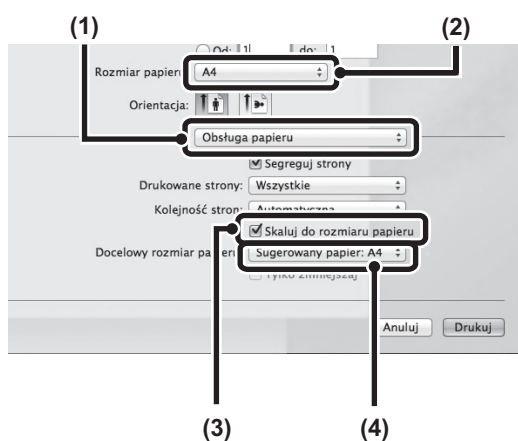 (1) (2)
Od: 1 do: 1
Rozmiar papieru: A4
Orientacja:
Obsługa papieru
Segreguj strony
Drukowane strony: Wszystkie
Kolejność stron: Automatyczna
Skaluj do rozmiaru papieru
Docelowy rozmiar papieru: Sugerowany papier: A4
Tylko zmniejszaj
Anuluj Drukuj
(3) (4)